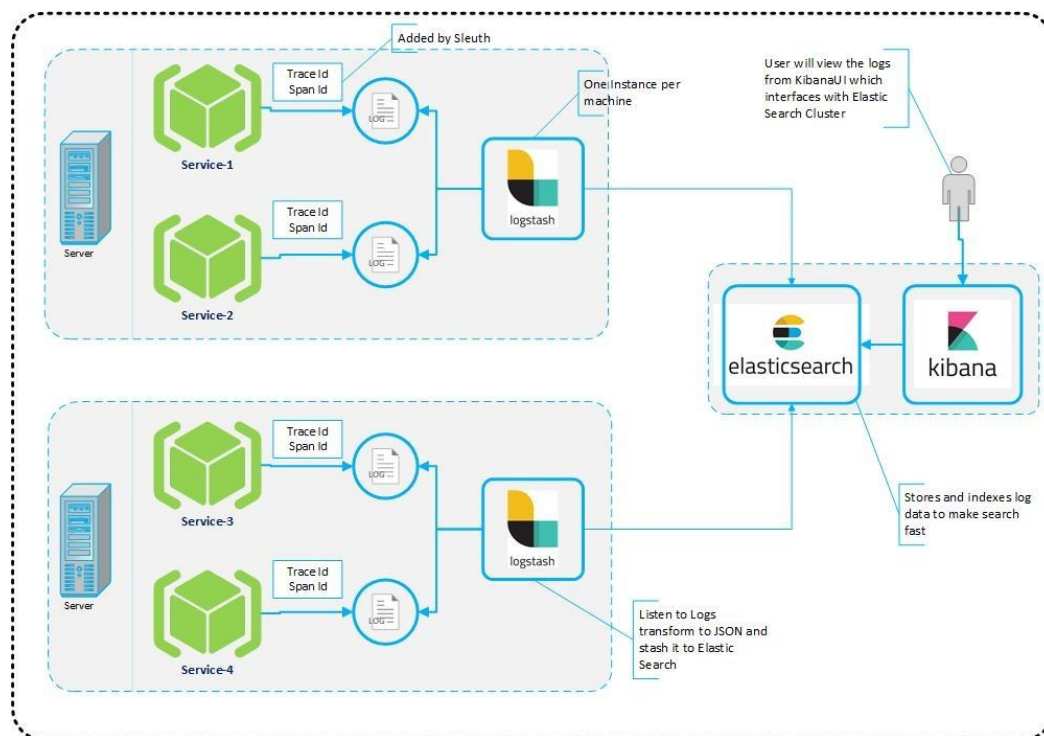 Added by Sleuth
Trace Id
Span Id
LOG
Service-1
One Instance per
machine
User will view the logs
from KibanaUI which
interfaces with Elastic
Search Cluster
logstash
Server
Trace Id
Span Id
LOG
Service-2
elasticsearch
kibana
Trace Id
Span Id
LOG
Service-3
Stores and indexes log
data to make search
fast
logstash
Server
Trace Id
Span Id
LOG
Service-4
Listen to Logs
transform to JSON and
stash it to Elastic
Search